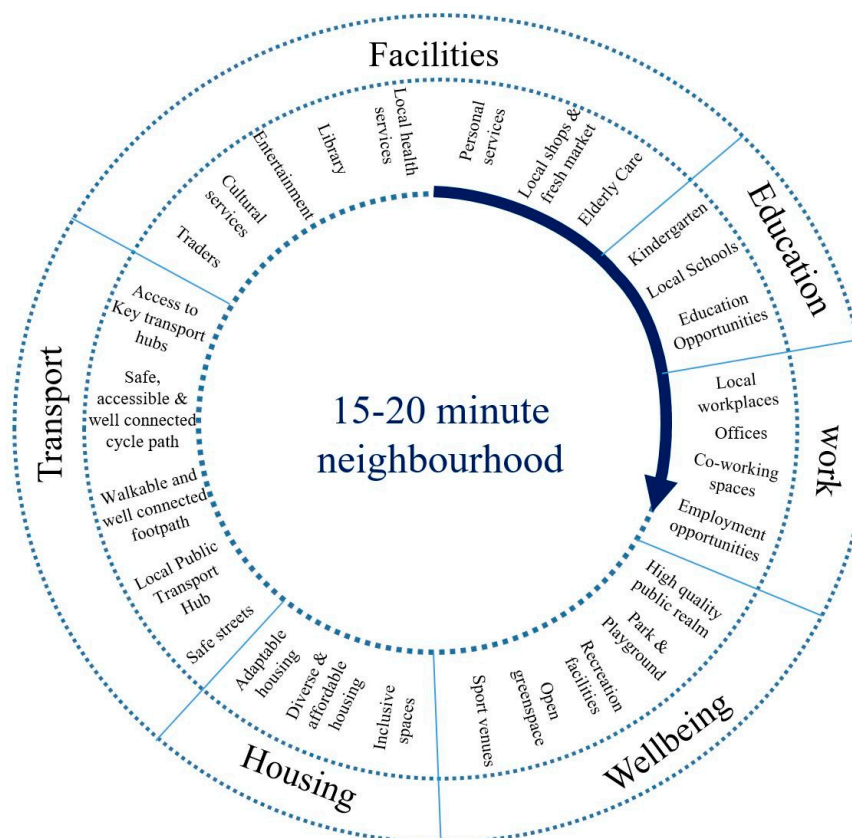 Facilities
Local health
services
Personal
services
Local shops &
fresh market
Elderly Care
Library
Entertainment
Cultural
services
Traders
Education
Kindergarten
Local Schools
Education
Opportunities
work
Local
workplaces
Offices
Co-working
spaces
Employment
opportunities
Wellbeing
High quality
public realm
Park &
Playground
Recreation
facilities
Open
greenspace
Sport venues
Housing
Inclusive
spaces
Diverse &
affordable
housing
Adaptable
housing
Transport
Safe streets
Local Public
Transport
Hub
Walkable and
well connected
footpath
Safe,
accessible &
well connected
cycle path
Access to
Key transport
hubs
15-20 minute
neighbourhood